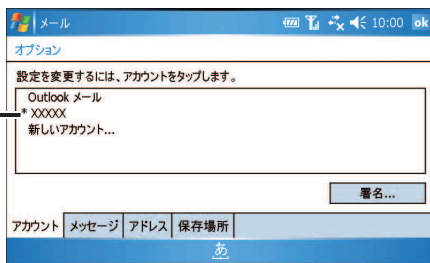 メール 10:00 ok
オプション
設定を変更するには、アカウントをタップします。
Outlook メール
* XXXXX
新しいアカウント...
署名...
アカウント メッセージ アドレス 保存場所
あ